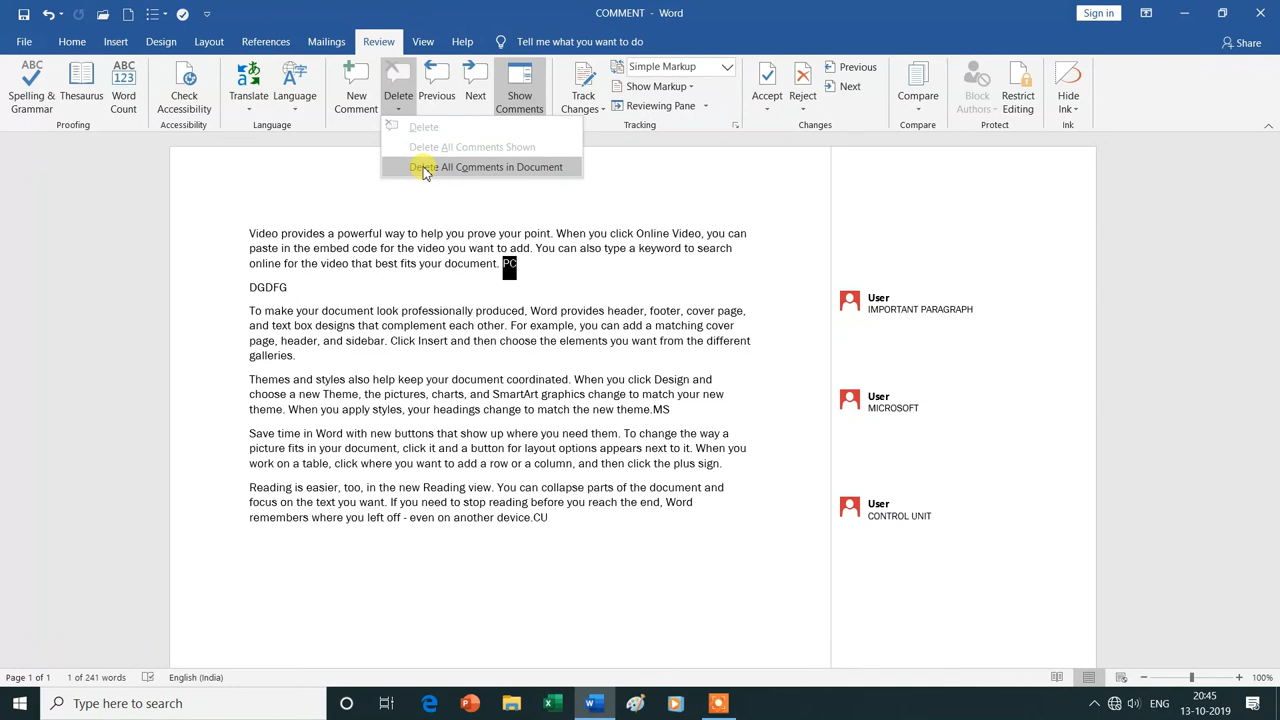 COMMENT - Word
Sign in
File Home Insert Design Layout References Mailings Review View Help Tell me what you want to do Share
Spelling & Grammar
Thesaurus
Word Count
Check Accessibility
Translate
Language
New Comment
Delete
Previous
Next
Show Comments
Track Changes
Simple Markup
Show Markup
Reviewing Pane
Accept
Reject
Previous
Next
Compare
Block Authors
Restrict Editing
Hide Ink
Proofing Accessibility Language Tracking Changes Compare Protect Ink
Delete
Delete All Comments Shown
Delete All Comments in Document
Video provides a powerful way to help you prove your point. When you click Online Video, you can
paste in the embed code for the video you want to add. You can also type a keyword to search
online for the video that best fits your document. PC
DGDFG
To make your document look professionally produced, Word provides header, footer, cover page,
and text box designs that complement each other. For example, you can add a matching cover
page, header, and sidebar. Click Insert and then choose the elements you want from the different
galleries.
Themes and styles also help keep your document coordinated. When you click Design and
choose a new Theme, the pictures, charts, and SmartArt graphics change to match your new
theme. When you apply styles, your headings change to match the new theme.MS
Save time in Word with new buttons that show up where you need them. To change the way a
picture fits in your document, click it and a button for layout options appears next to it. When you
work on a table, click where you want to add a row or a column, and then click the plus sign.
Reading is easier, too, in the new Reading view. You can collapse parts of the document and
focus on the text you want. If you need to stop reading before you reach the end, Word
remembers where you left off - even on another device.CU
User
IMPORTANT PARAGRAPH
User
MICROSOFT
User
CONTROL UNIT
Page 1 of 1 1 of 241 words English (India) 100%
Type here to search
ENG
20:45
13-10-2019